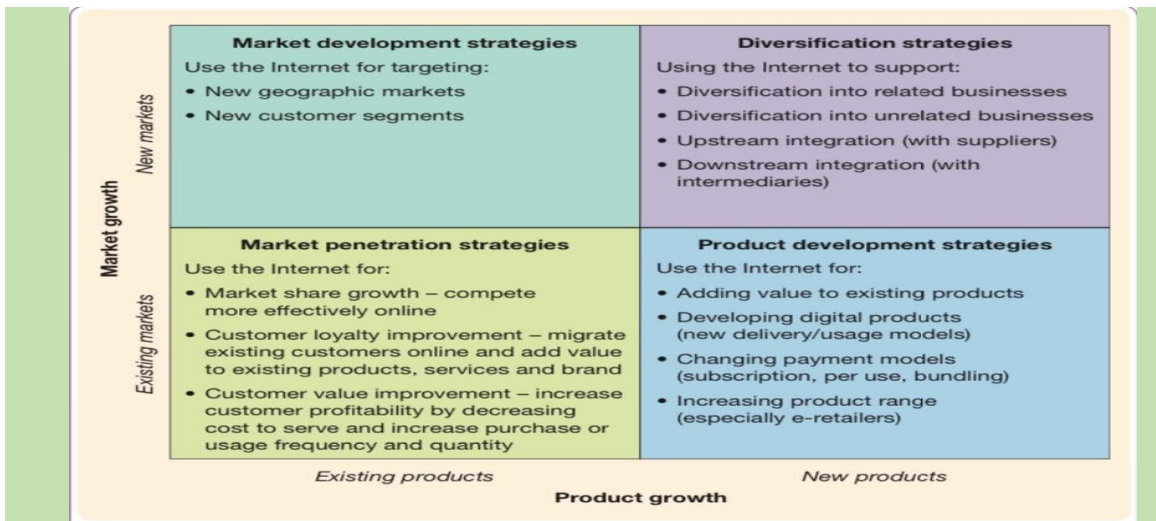 Market development strategies
Use the Internet for targeting:
• New geographic markets
• New customer segments
Diversification strategies
Using the Internet to support:
• Diversification into related businesses
• Diversification into unrelated businesses
• Upstream integration (with suppliers)
• Downstream integration (with
intermediaries)
Market growth
New markets
Existing markets
Market penetration strategies
Use the Internet for:
• Market share growth – compete
more effectively online
• Customer loyalty improvement – migrate
existing customers online and add value
to existing products, services and brand
• Customer value improvement – increase
customer profitability by decreasing
cost to serve and increase purchase or
usage frequency and quantity
Product development strategies
Use the Internet for:
• Adding value to existing products
• Developing digital products
(new delivery/usage models)
• Changing payment models
(subscription, per use, bundling)
• Increasing product range
(especially e-retailers)
Existing products
New products
Product growth